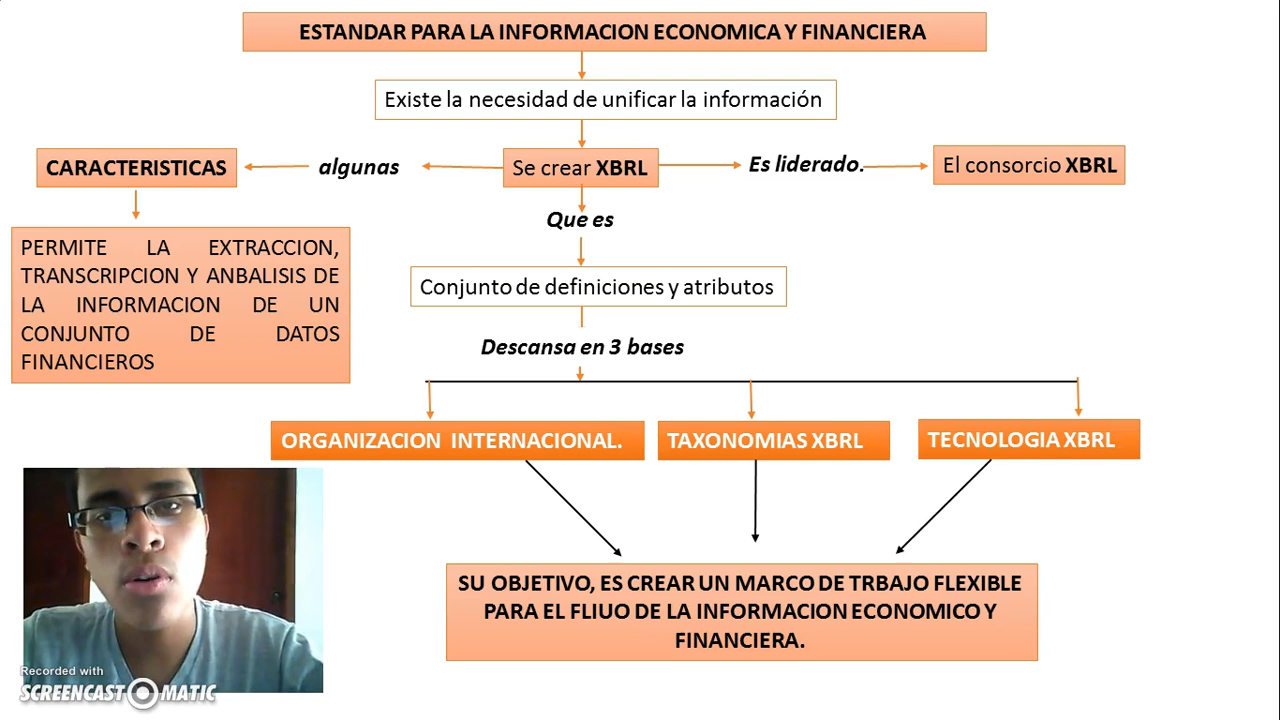 ESTANDAR PARA LA INFORMACION ECONOMICA Y FINANCIERA
Existe la necesidad de unificar la información
CARACTERISTICAS
algunas
Se crear XBRL
Es liderado.
El consorcio XBRL
Que es
PERMITE LA EXTRACCION,
TRANSCRIPCION Y ANBALISIS DE
LA INFORMACION DE UN
CONJUNTO DE DATOS
FINANCIEROS
Conjunto de definiciones y atributos
Descansa en 3 bases
ORGANIZACION INTERNACIONAL.
TAXONOMIAS XBRL
TECNOLOGIA XBRL
SU OBJETIVO, ES CREAR UN MARCO DE TRBAJO FLEXIBLE
PARA EL FLIUO DE LA INFORMACION ECONOMICO Y
FINANCIERA.
Recorded with
SCREENCAST MATIC